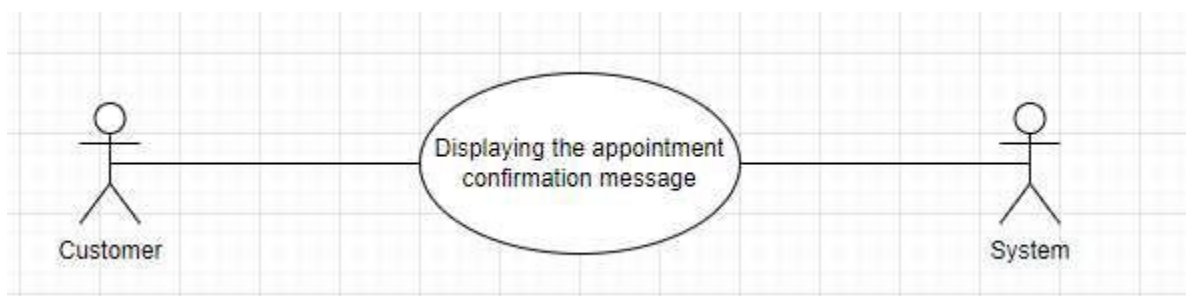 Displaying the appointment
confirmation message
Customer
System